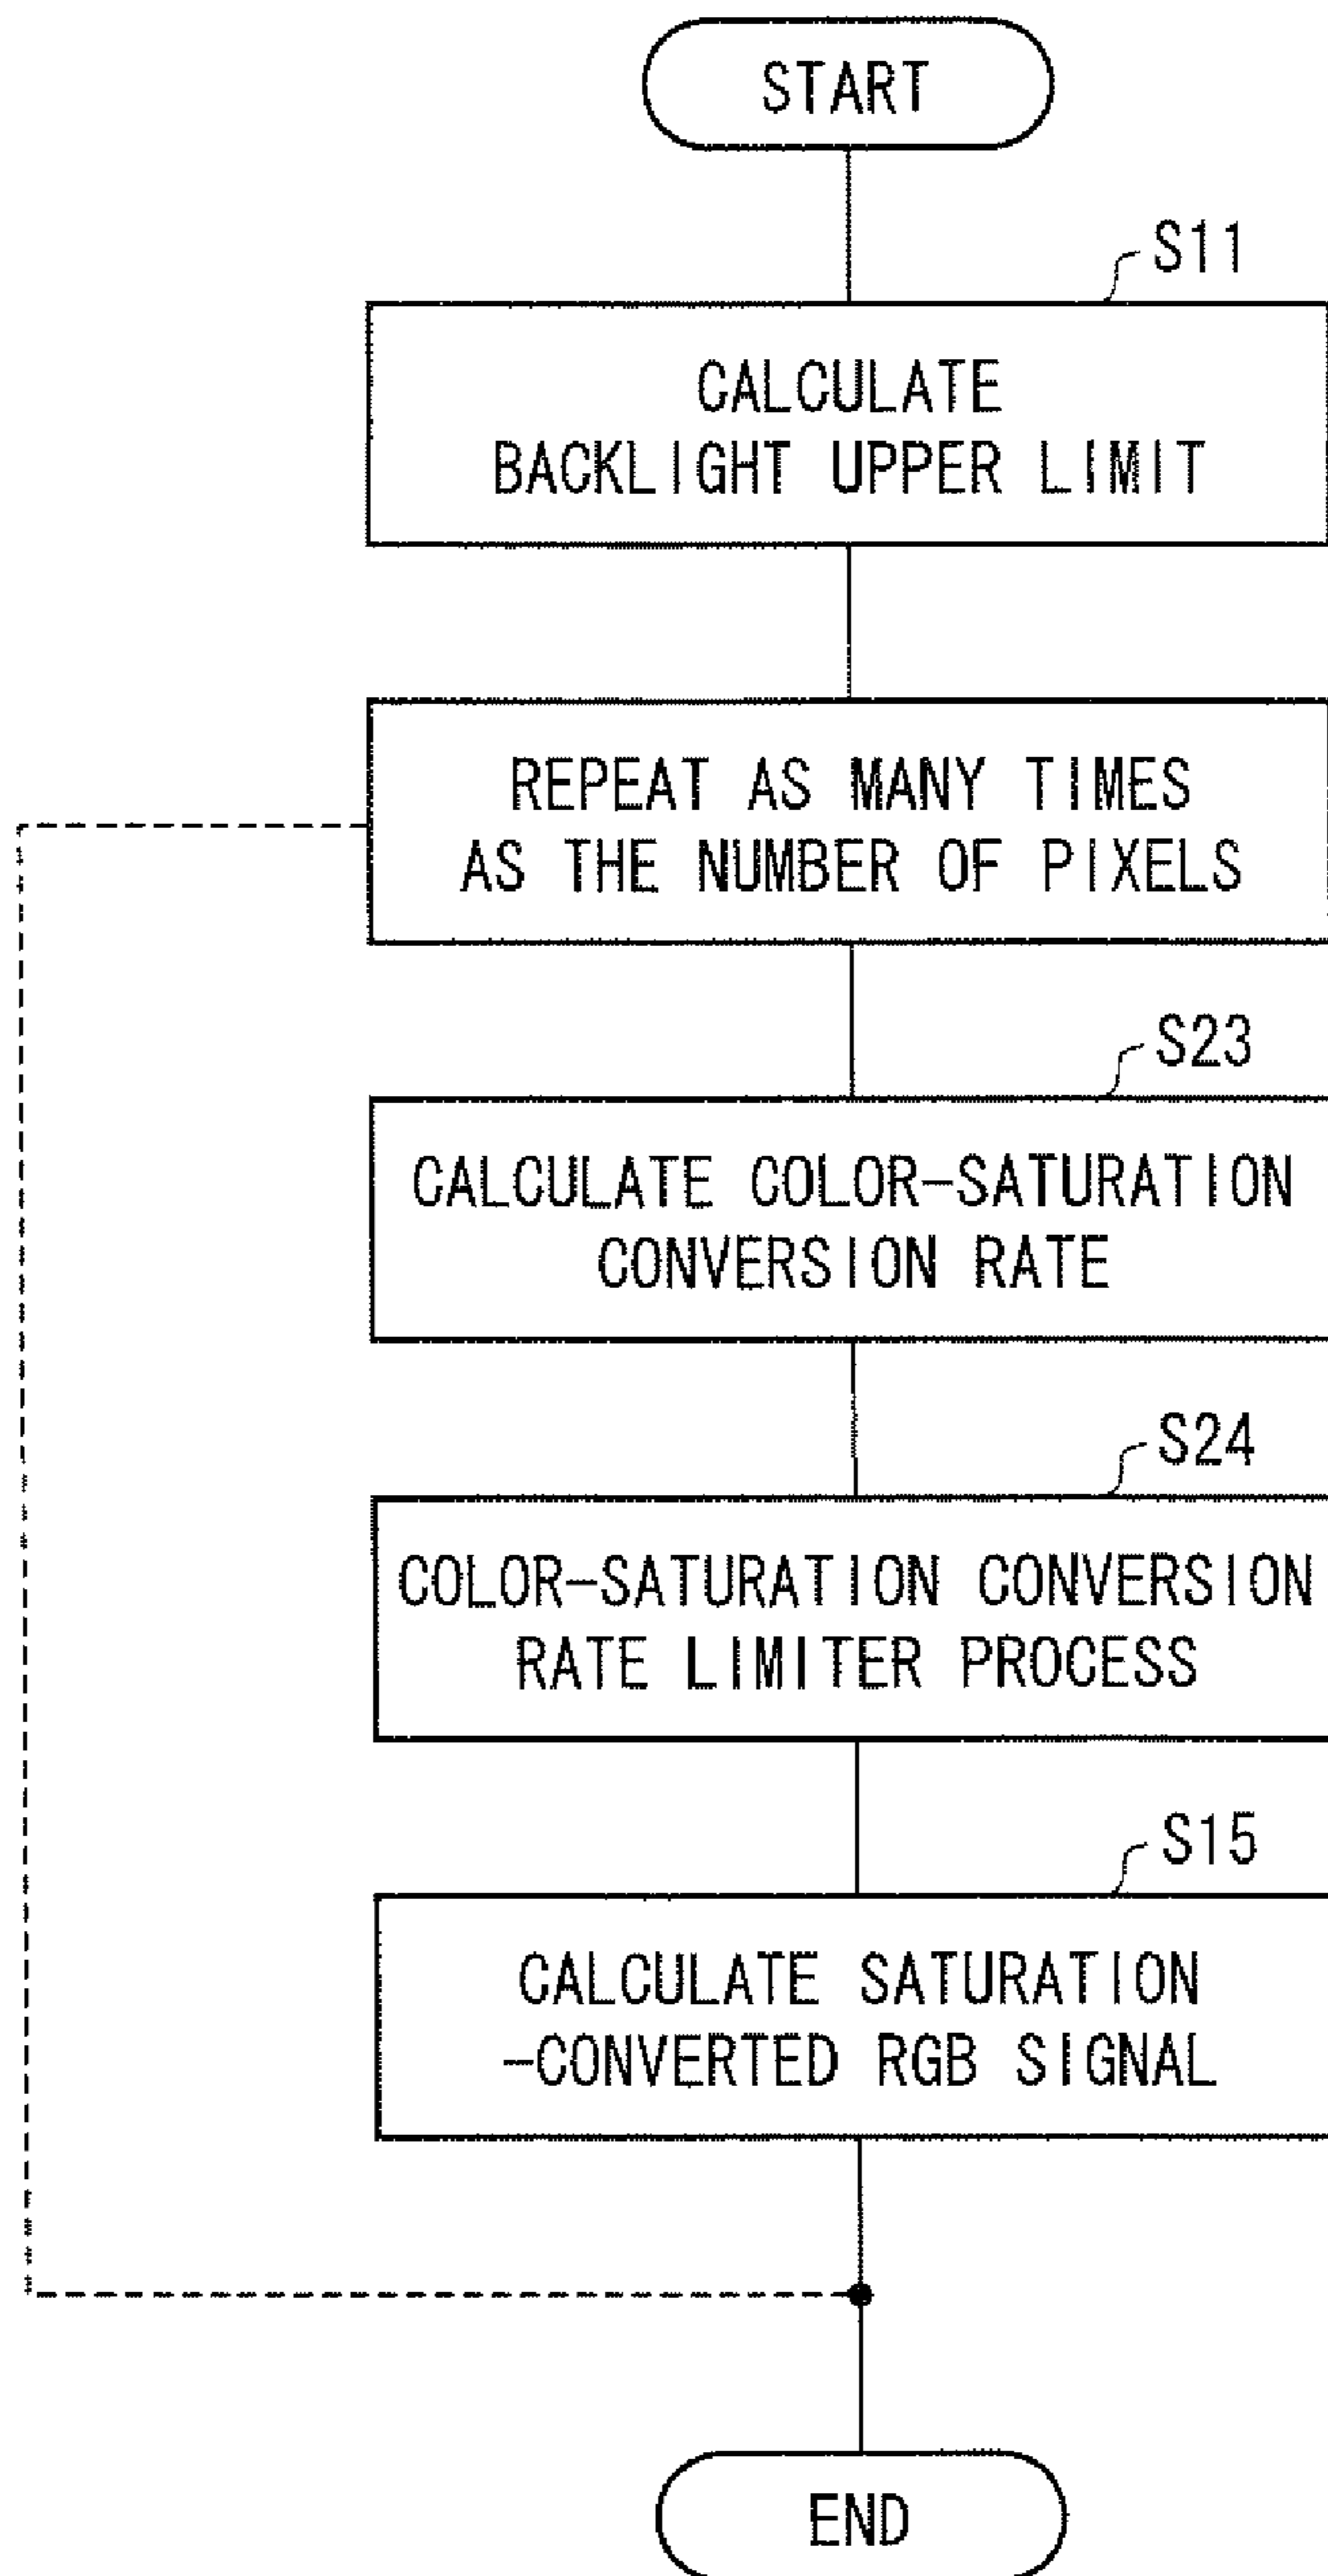 START
S11
CALCULATE
BACKLIGHT UPPER LIMIT
REPEAT AS MANY TIMES
AS THE NUMBER OF PIXELS
S23
CALCULATE COLOR-SATURATION
CONVERSION RATE
S24
COLOR-SATURATION CONVERSION
RATE LIMITER PROCESS
S15
CALCULATE SATURATION
-CONVERTED RGB SIGNAL
END